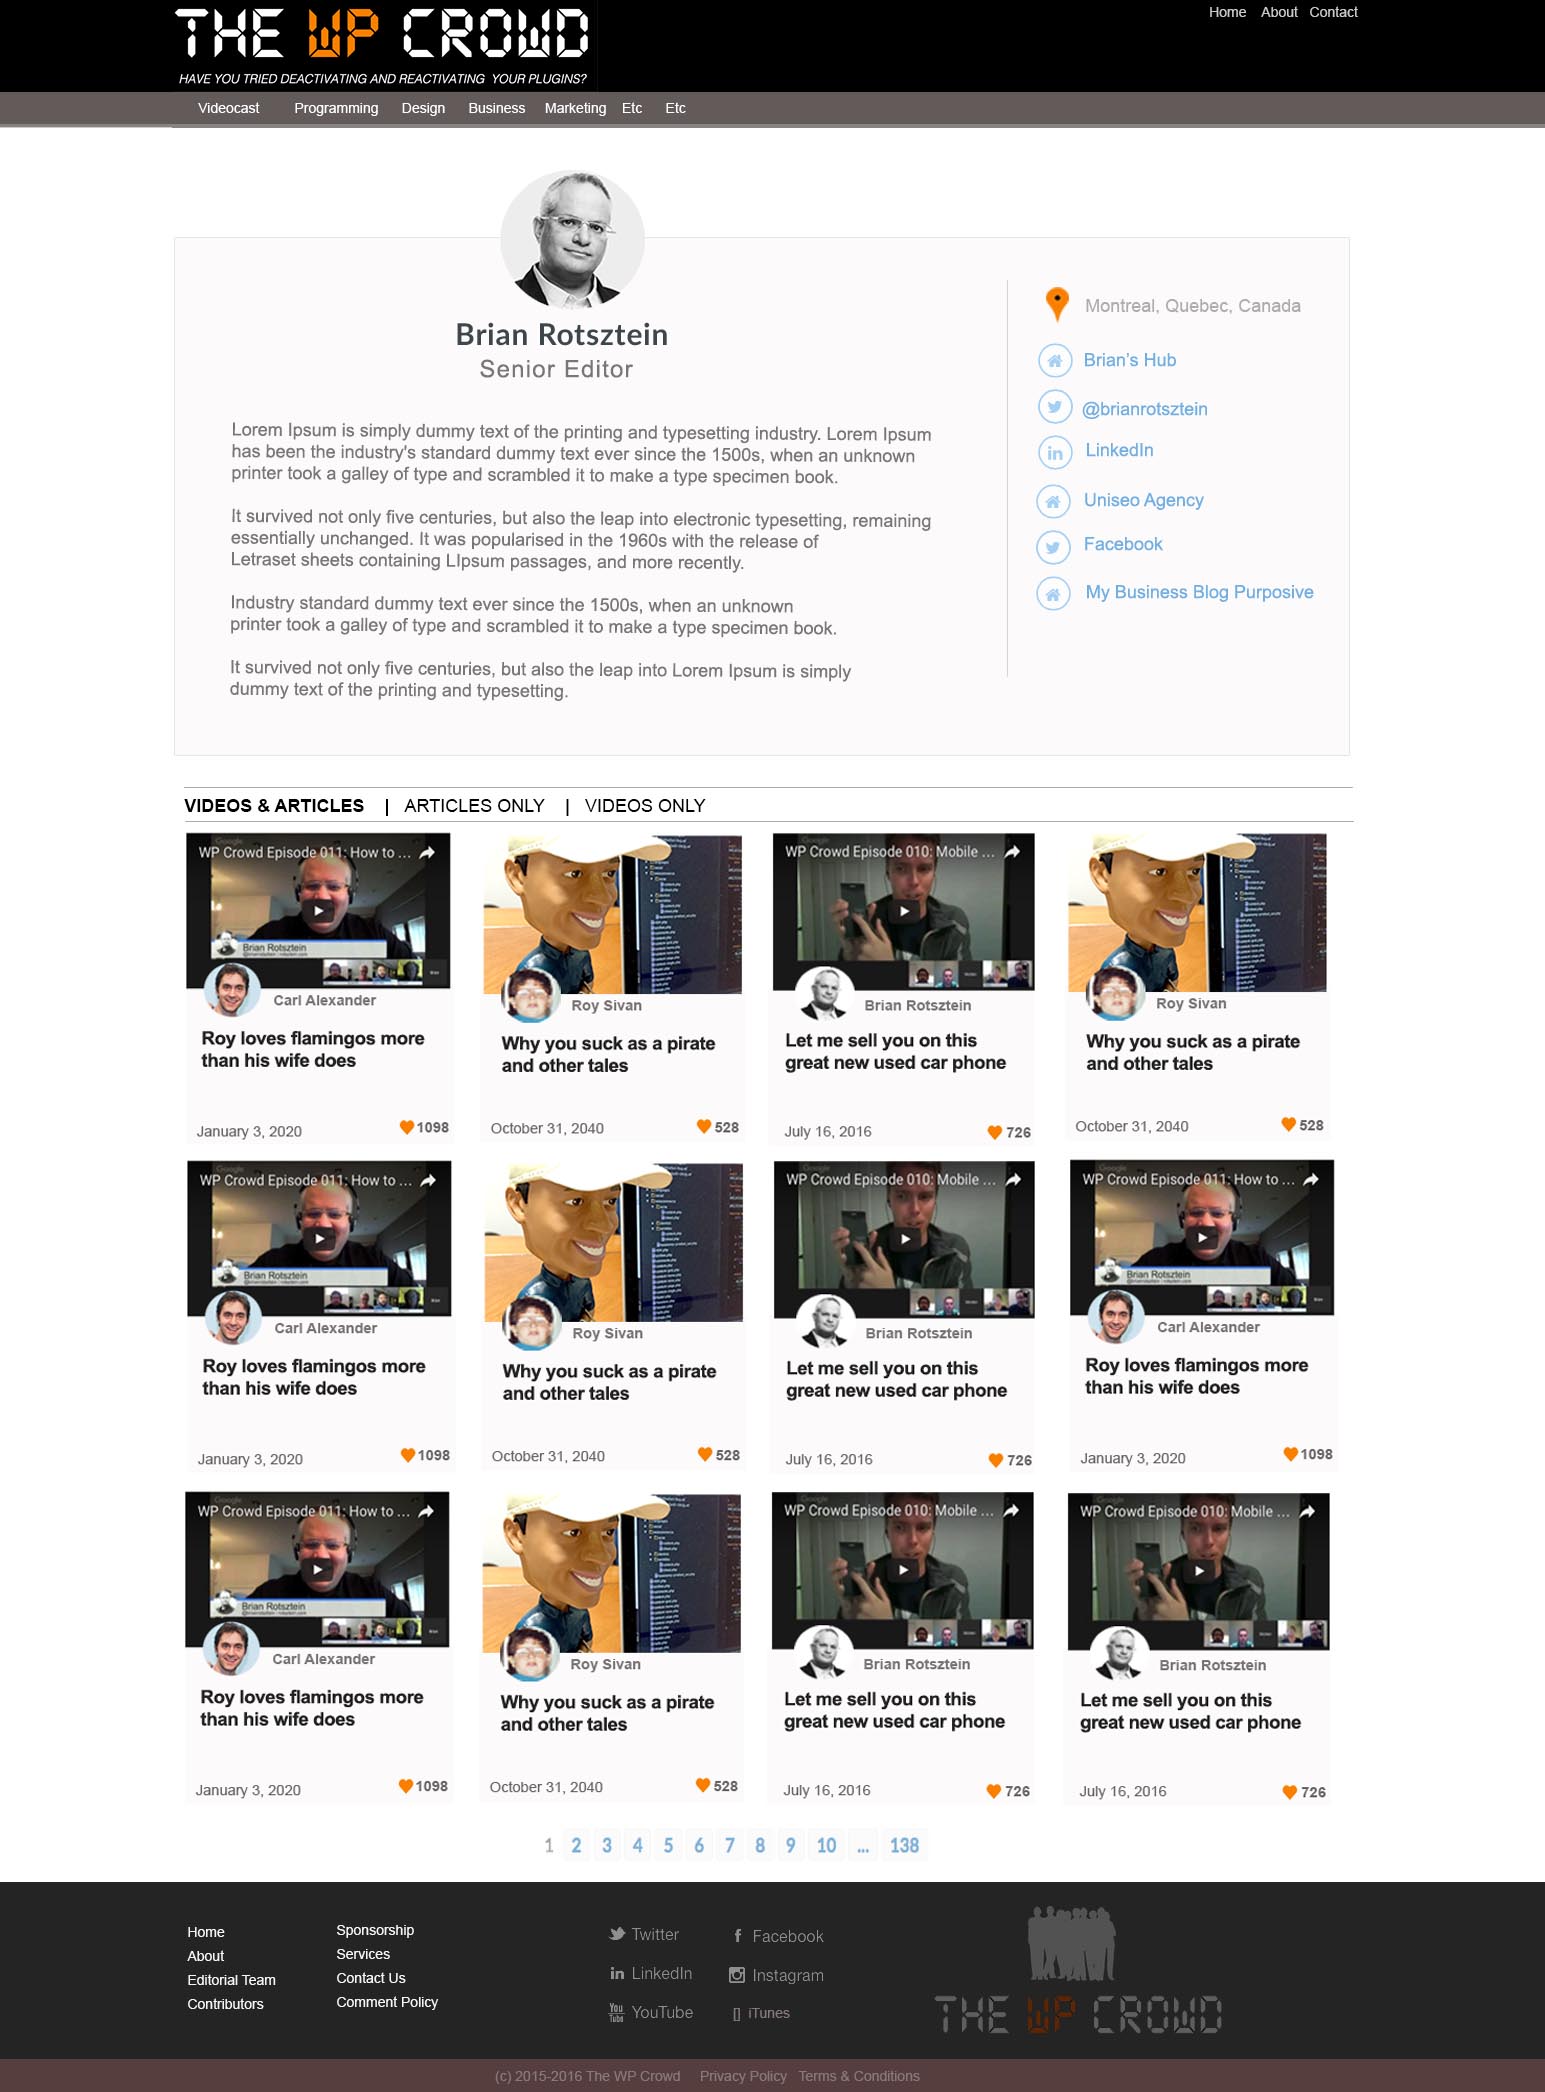 THE WP CROWD
HAVE YOU TRIED DEACTIVATING AND REACTIVATING YOUR PLUGINS?
Home About Contact
Videocast Programming Design Business Marketing Etc Etc
Brian Rotsztein
Senior Editor
Lorem Ipsum is simply dummy text of the printing and typesetting industry. Lorem Ipsum
has been the industry's standard dummy text ever since the 1500s, when an unknown
printer took a galley of type and scrambled it to make a type specimen book.
It survived not only five centuries, but also the leap into electronic typesetting, remaining
essentially unchanged. It was popularised in the 1960s with the release of
Letraset sheets containing LIpsum passages, and more recently.
Industry standard dummy text ever since the 1500s, when an unknown
printer took a galley of type and scrambled it to make a type specimen book.
It survived not only five centuries, but also the leap into Lorem Ipsum is simply
dummy text of the printing and typesetting.
Montreal, Quebec, Canada
Brian's Hub
@brianrotsztein
in LinkedIn
Uniseo Agency
Facebook
My Business Blog Purposive
VIDEOS & ARTICLES | ARTICLES ONLY | VIDEOS ONLY
Google
WP Crowd Episode 011: How to ...
Brian Rotsztein
Carl Alexander
Roy loves flamingos more
than his wife does
January 3, 2020 1098
Roy Sivan
Why you suck as a pirate
and other tales
October 31, 2040 528
WP Crowd Episode 010: Mobile ...
Brian Rotsztein
Let me sell you on this
great new used car phone
July 16, 2016 726
Roy Sivan
Why you suck as a pirate
and other tales
October 31, 2040 528
Google
WP Crowd Episode 011: How to ...
Brian Rotsztein
Carl Alexander
Roy loves flamingos more
than his wife does
January 3, 2020 1098
Roy Sivan
Why you suck as a pirate
and other tales
October 31, 2040 528
WP Crowd Episode 010: Mobile ...
Brian Rotsztein
Let me sell you on this
great new used car phone
July 16, 2016 726
Google
WP Crowd Episode 011: How to ...
Brian Rotsztein
Carl Alexander
Roy loves flamingos more
than his wife does
January 3, 2020 1098
Google
WP Crowd Episode 011: How to ...
Brian Rotsztein
Carl Alexander
Roy loves flamingos more
than his wife does
January 3, 2020 1098
Roy Sivan
Why you suck as a pirate
and other tales
October 31, 2040 528
WP Crowd Episode 010: Mobile ...
Brian Rotsztein
Let me sell you on this
great new used car phone
July 16, 2016 726
WP Crowd Episode 010: Mobile ...
Brian Rotsztein
Let me sell you on this
great new used car phone
July 16, 2016 726
1 2 3 4 5 6 7 8 9 10 ... 138
Home
About
Editorial Team
Contributors
Sponsorship
Services
Contact Us
Comment Policy
Twitter
in LinkedIn
You Tube YouTube
f Facebook
Instagram
[] iTunes
THE WP CROWD
(c) 2015-2016 The WP Crowd Privacy Policy Terms & Conditions